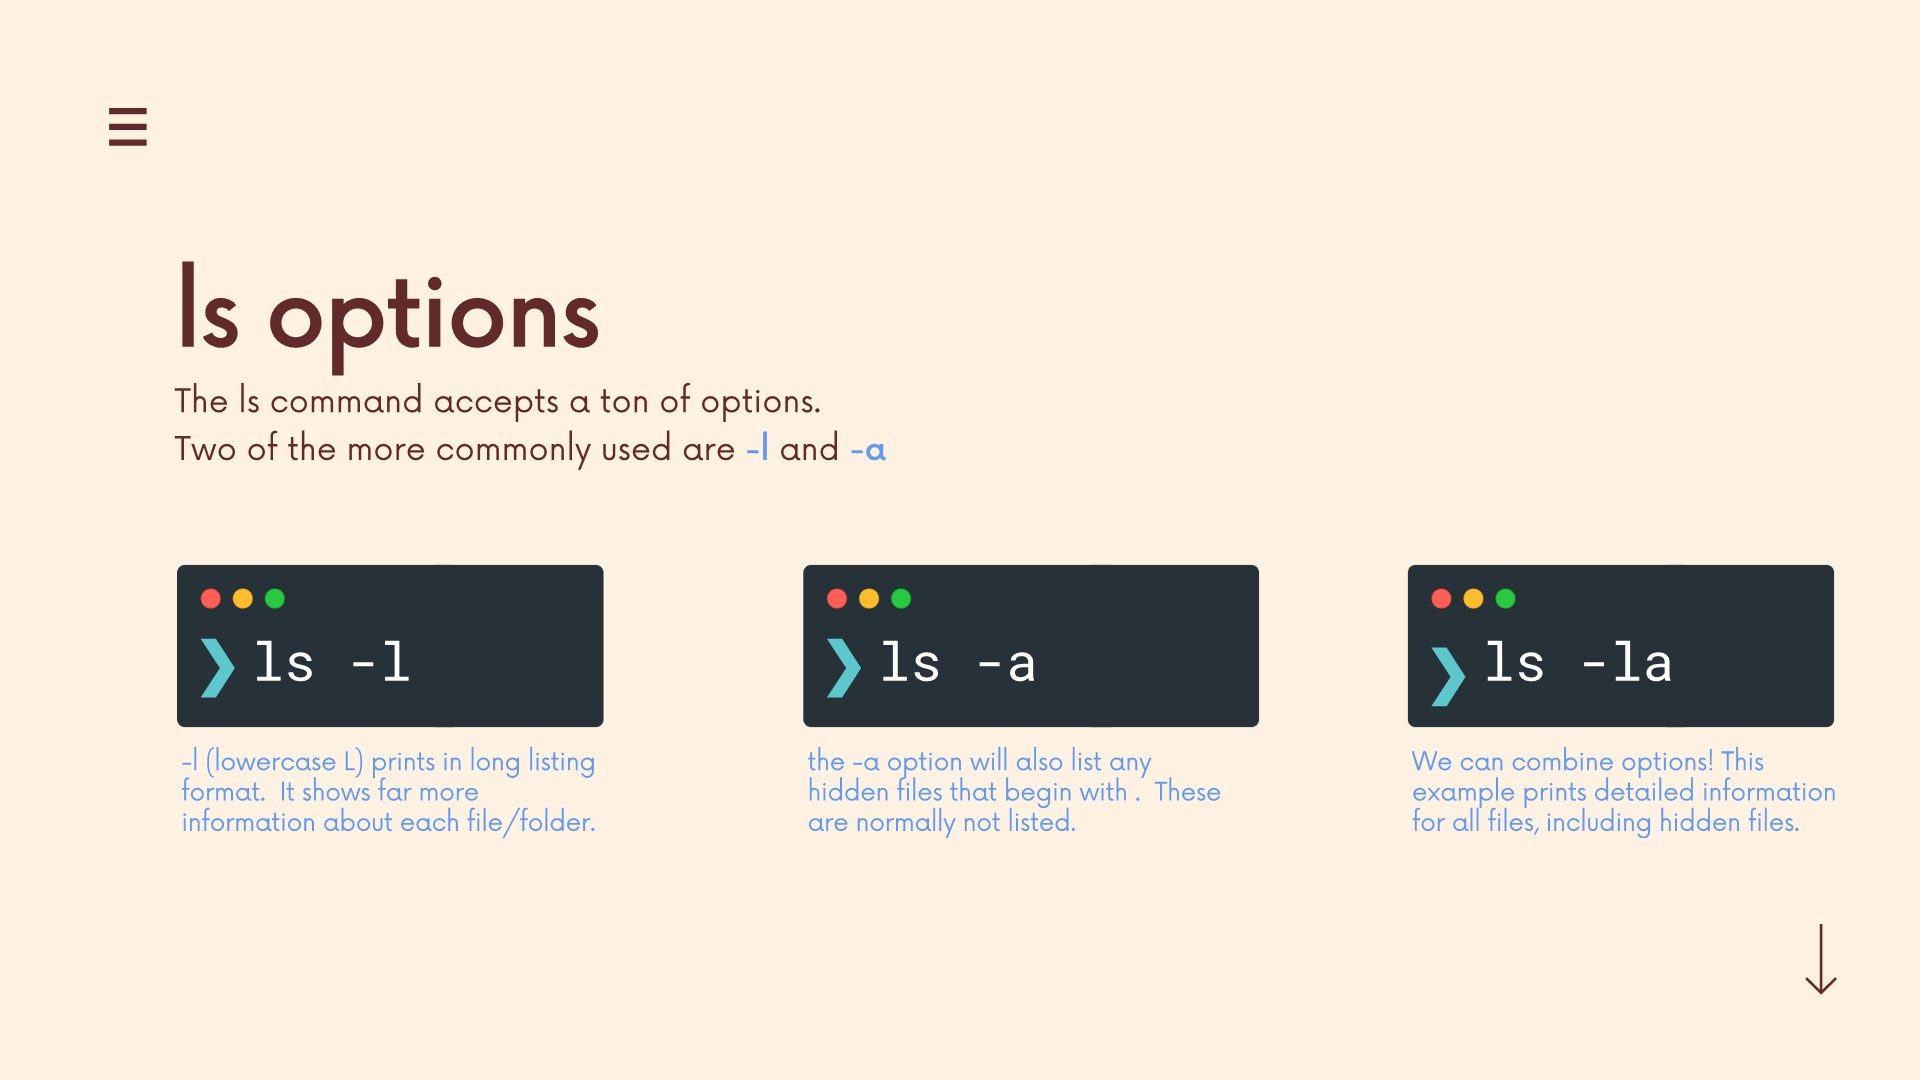 ls options
The ls command accepts a ton of options.
Two of the more commonly used are -l and -a
❯ ls -l
-l (lowercase L) prints in long listing
format.  It shows far more
information about each file/folder.
❯ ls -a
the -a option will also list any
hidden files that begin with .  These
are normally not listed.
❯ ls -la
We can combine options! This
example prints detailed information
for all files, including hidden files.